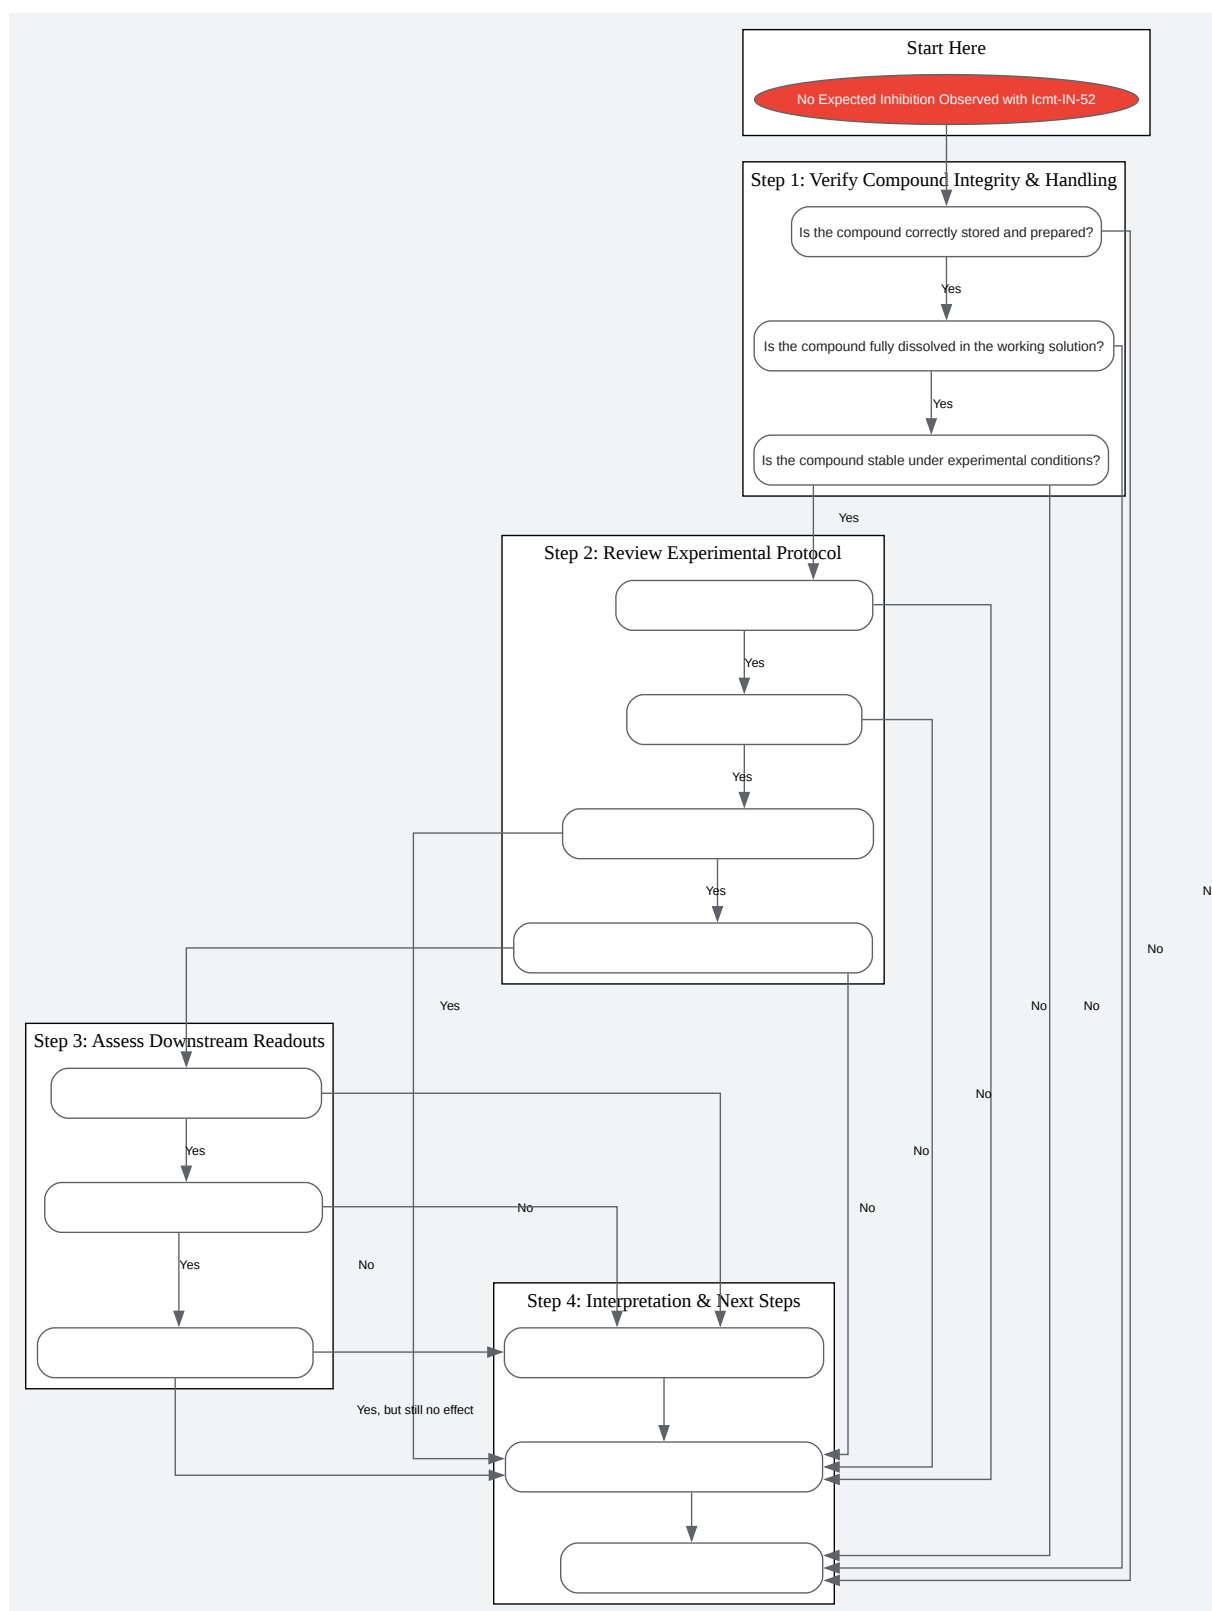 Start Here
No Expected Inhibition Observed with Icmt-IN-52
Step 1: Verify Compound Integrity & Handling
Is the compound correctly stored and prepared?
Yes
Is the compound fully dissolved in the working solution?
Yes
Is the compound stable under experimental conditions?
Yes
Step 2: Review Experimental Protocol
Yes
Yes
Yes
N
No
Yes
No
No
Step 3: Assess Downstream Readouts
No
Yes
No
No
No
Yes
No
Step 4: Interpretation & Next Steps
Yes, but still no effect